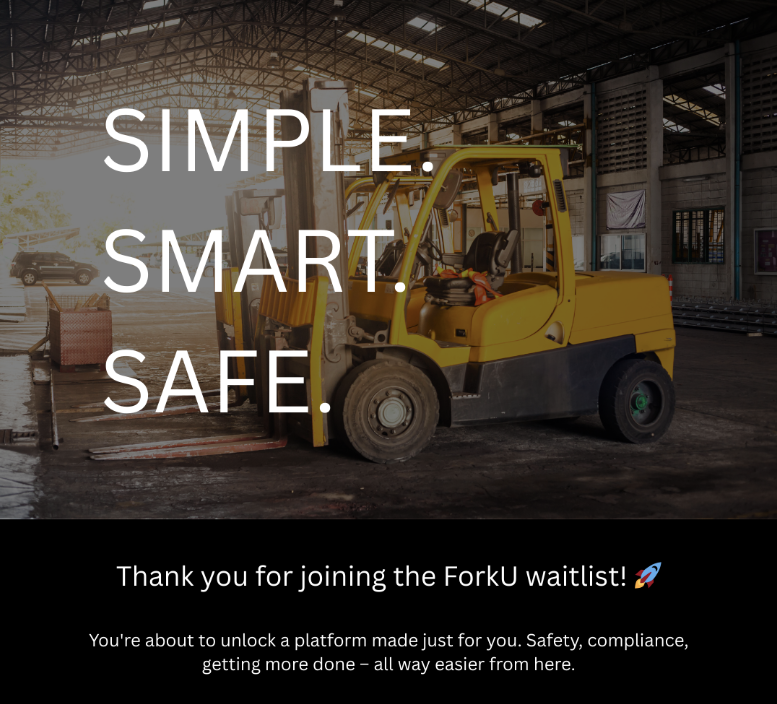 SIMPLE.
SMART.
SAFE.
Thank you for joining the ForkU waitlist! 🚀
You're about to unlock a platform made just for you. Safety, compliance,
getting more done – all way easier from here.